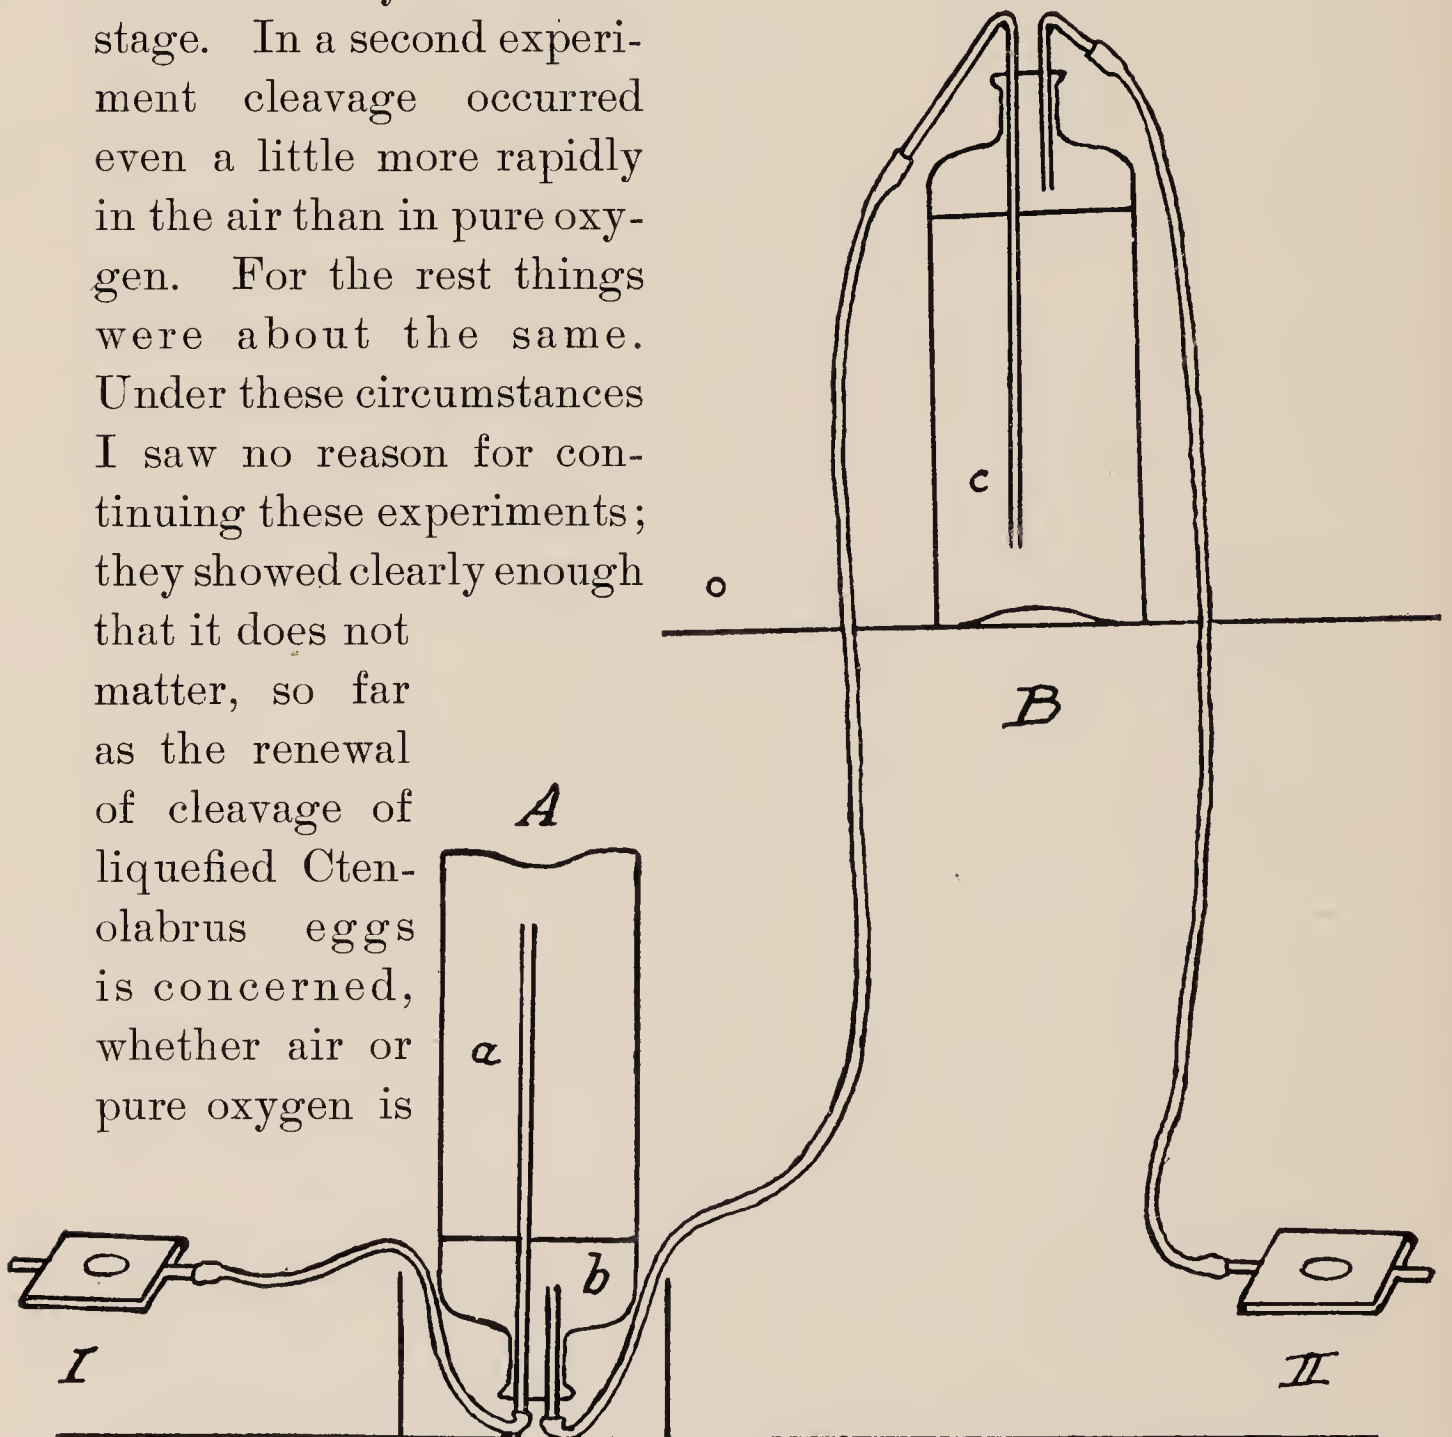 stage. In a second experi-
ment cleavage occurred
even a little more rapidly
in the air than in pure oxy-
gen. For the rest things
were about the same.
Under these circumstances
I saw no reason for con-
tinuing these experiments;
they showed clearly enough
that it does not
matter, so far
as the renewal
of cleavage of
liquefied Cten-
olabrus eggs
is concerned,
whether air or
pure oxygen is
c
B
A
a
b
I
II